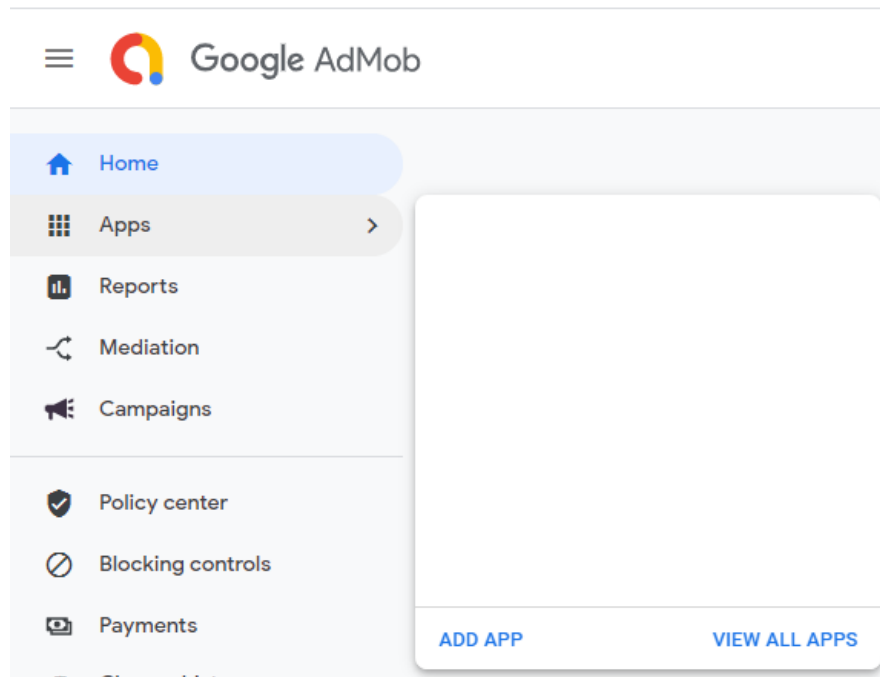 Google AdMob
Home
Apps
Reports
Mediation
Campaigns
Policy center
Blocking controls
Payments
ADD APP
VIEW ALL APPS